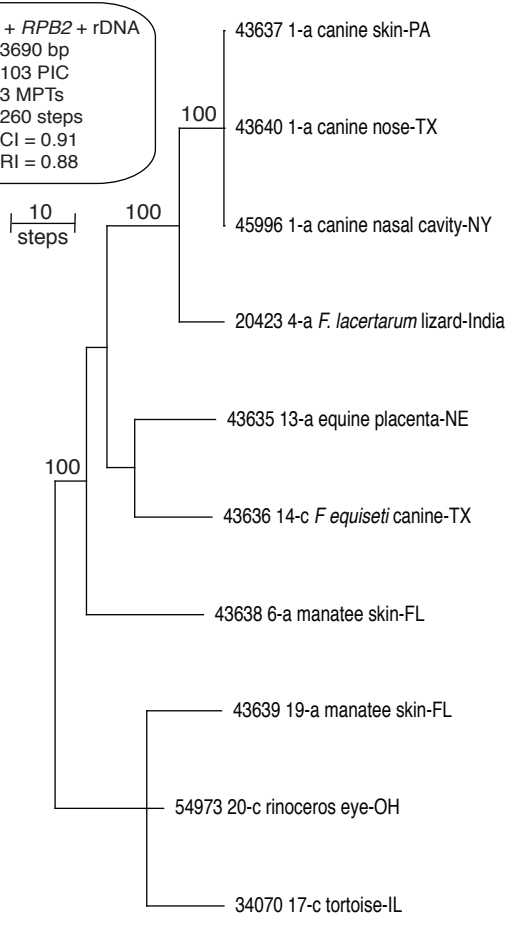 + RPB2 + rDNA
3690 bp
103 PIC
3 MPTs
260 steps
CI = 0.91
RI = 0.88
10
steps
100
100
100
43637 1-a canine skin-PA
43640 1-a canine nose-TX
45996 1-a canine nasal cavity-NY
20423 4-a F. lacertarum lizard-India
43635 13-a equine placenta-NE
43636 14-c F equiseti canine-TX
43638 6-a manatee skin-FL
43639 19-a manatee skin-FL
54973 20-c rinoceros eye-OH
34070 17-c tortoise-IL